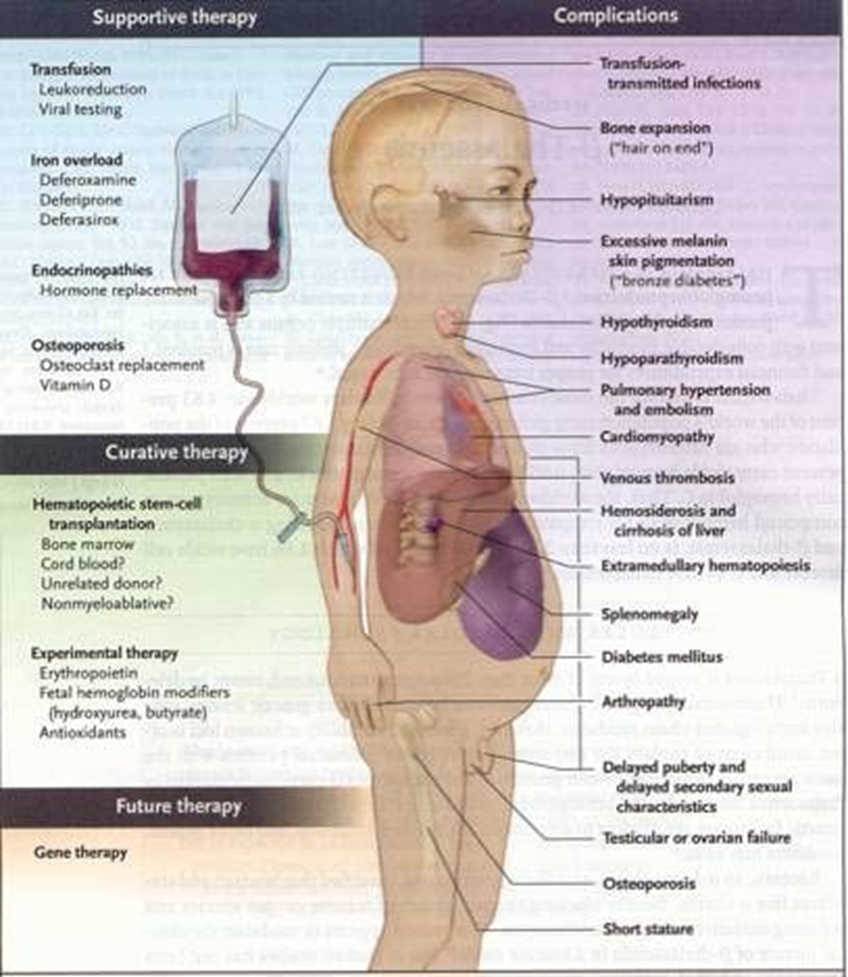 Supportive therapy
Transfusion
Leukoreduction
Viral testing
Iron overload
Deferoxamine
Deferiprone
Deferasirox
Endocrinopathies
Hormone replacement
Osteoporosis
Osteoclast replacement
Vitamin D
Curative therapy
Hematopoietic stem-cell
transplantation
Bone marrow
Cord blood?
Unrelated donor?
Nonmyeloablative?
Experimental therapy
Erythropoietin
Fetal hemoglobin modifiers
(hydroxyurea, butyrate)
Antioxidants
Future therapy
Gene therapy
Complications
Transfusion-
transmitted infections
Bone expansion
("hair on end")
Hypopituitarism
Excessive melanin
skin pigmentation
("bronze diabetes")
Hypothyroidism
Hypoparathyroidism
Pulmonary hypertension
and embolism
Cardiomyopathy
Venous thrombosis
Hemosiderosis and
cirrhosis of liver
Extramedullary hematopoiesis
Splenomegaly
Diabetes mellitus
Arthropathy
Delayed puberty and
delayed secondary sexual
characteristics
Testicular or ovarian failure
Osteoporosis
Short stature